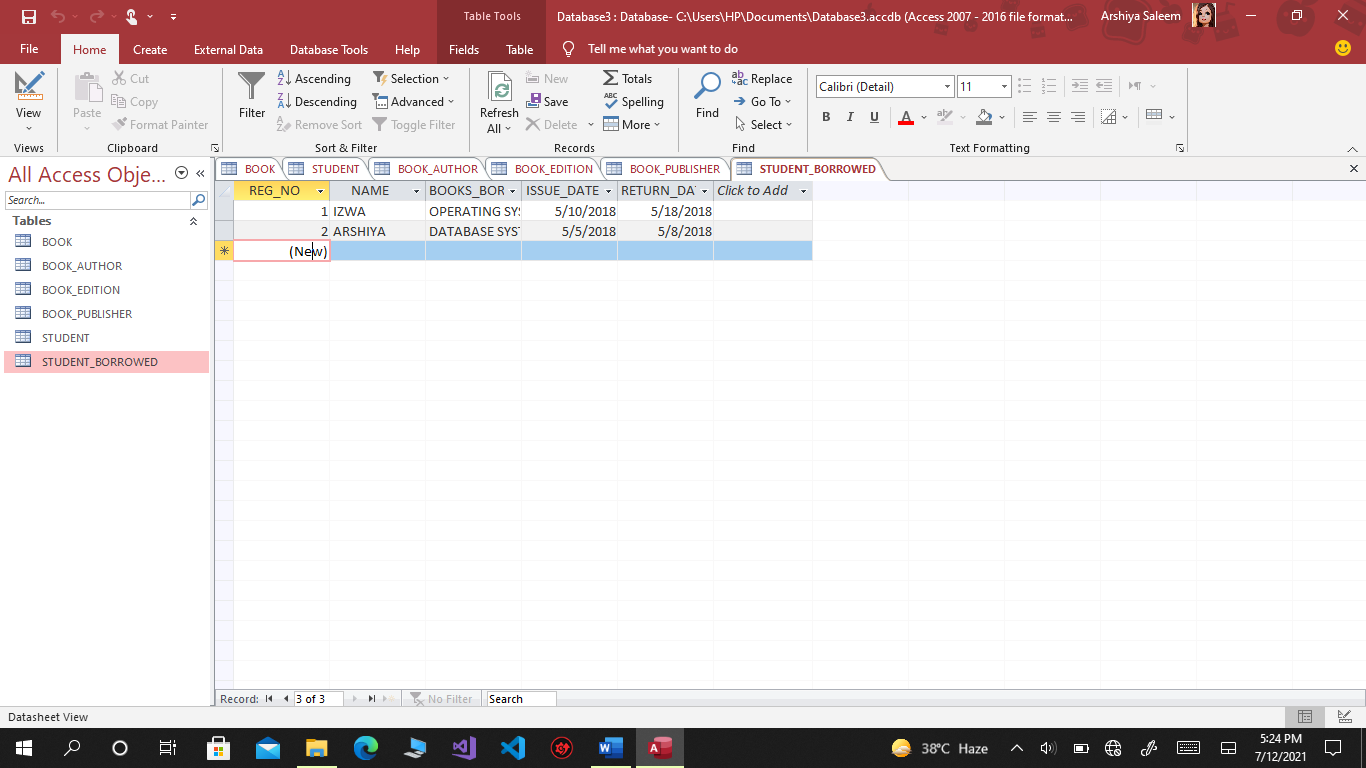 Table Tools
Database3 : Database- C:\Users\HP\Documents\Database3.accdb (Access 2007 - 2016 file format...
Arshiya Saleem
File Home Create External Data Database Tools Help Fields Table Tell me what you want to do
View
Views
Paste
Cut
Copy
Format Painter
Clipboard
Filter
Ascending
Descending
Remove Sort
Selection
Advanced
Toggle Filter
Sort & Filter
Refresh
All
New
Save
Delete
Totals
Spelling
More
Records
Find
Replace
Go To
Select
Find
Calibri (Detail) 11
B I U A
Text Formatting
All Access Obje...
Search...
Tables
BOOK
BOOK_AUTHOR
BOOK_EDITION
BOOK_PUBLISHER
STUDENT
STUDENT_BORROWED
BOOK STUDENT BOOK_AUTHOR BOOK_EDITION BOOK_PUBLISHER STUDENT_BORROWED
REG_NO NAME BOOKS_BOR ISSUE_DATE RETURN_DA Click to Add
1 IZWA OPERATING SYS 5/10/2018 5/18/2018
2 ARSHIYA DATABASE SYST 5/5/2018 5/8/2018
(New)
Record: 3 of 3 No Filter Search
Datasheet View
38°C Haze
5:24 PM
7/12/2021